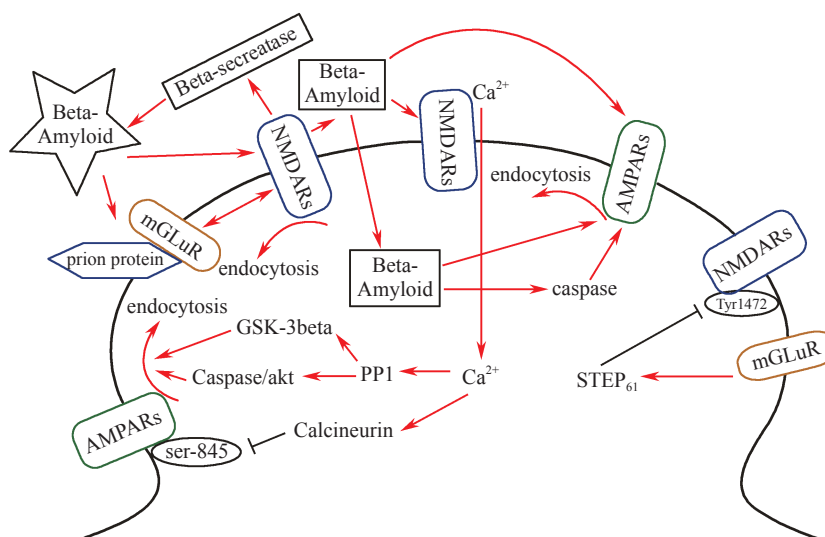 Beta-secreatase
Beta-
Amyloid
Beta-
Amyloid
NMDARs
NMDARs
Ca²⁺
AMPARs
endocytosis
mGLuR
prion protein
endocytosis
Beta-
Amyloid
caspase
NMDARs
Tyr1472
endocytosis
GSK-3beta
Caspase/akt
PP1
Ca²⁺
STEP₆₁
mGLuR
AMPARs
ser-845
Calcineurin